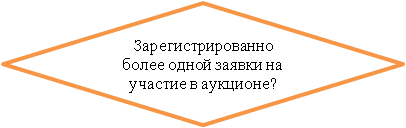 Зарегистрированно
более одной заявки на
участие в аукционе?